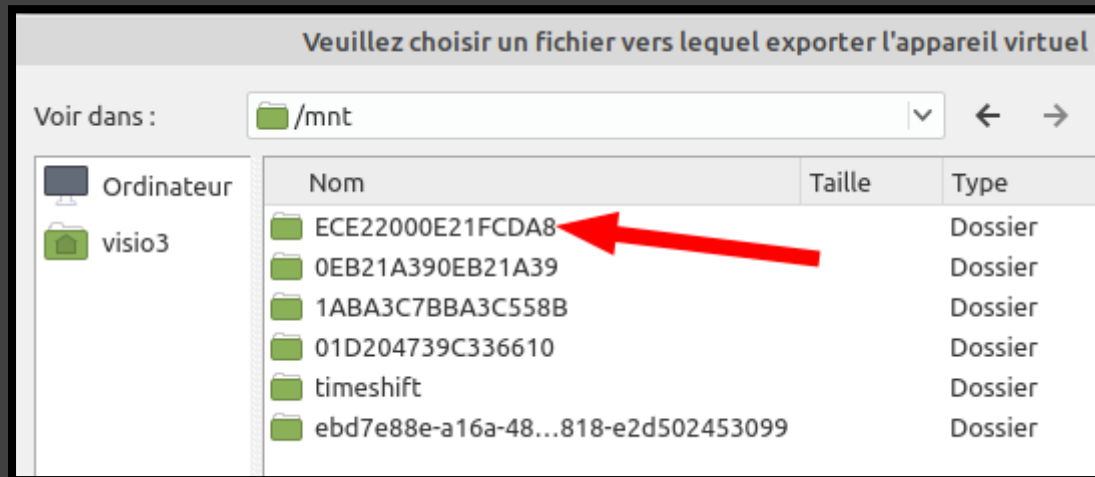 Veuillez choisir un fichier vers lequel exporter l'appareil virtuel
Voir dans : /mnt
Ordinateur
visio3
Nom Taille Type
ECE22000E21FCDA8 Dossier
0EB21A390EB21A39 Dossier
1ABA3C7BBA3C558B Dossier
01D204739C336610 Dossier
timeshift Dossier
ebd7e88e-a16a-48…818-e2d502453099 Dossier